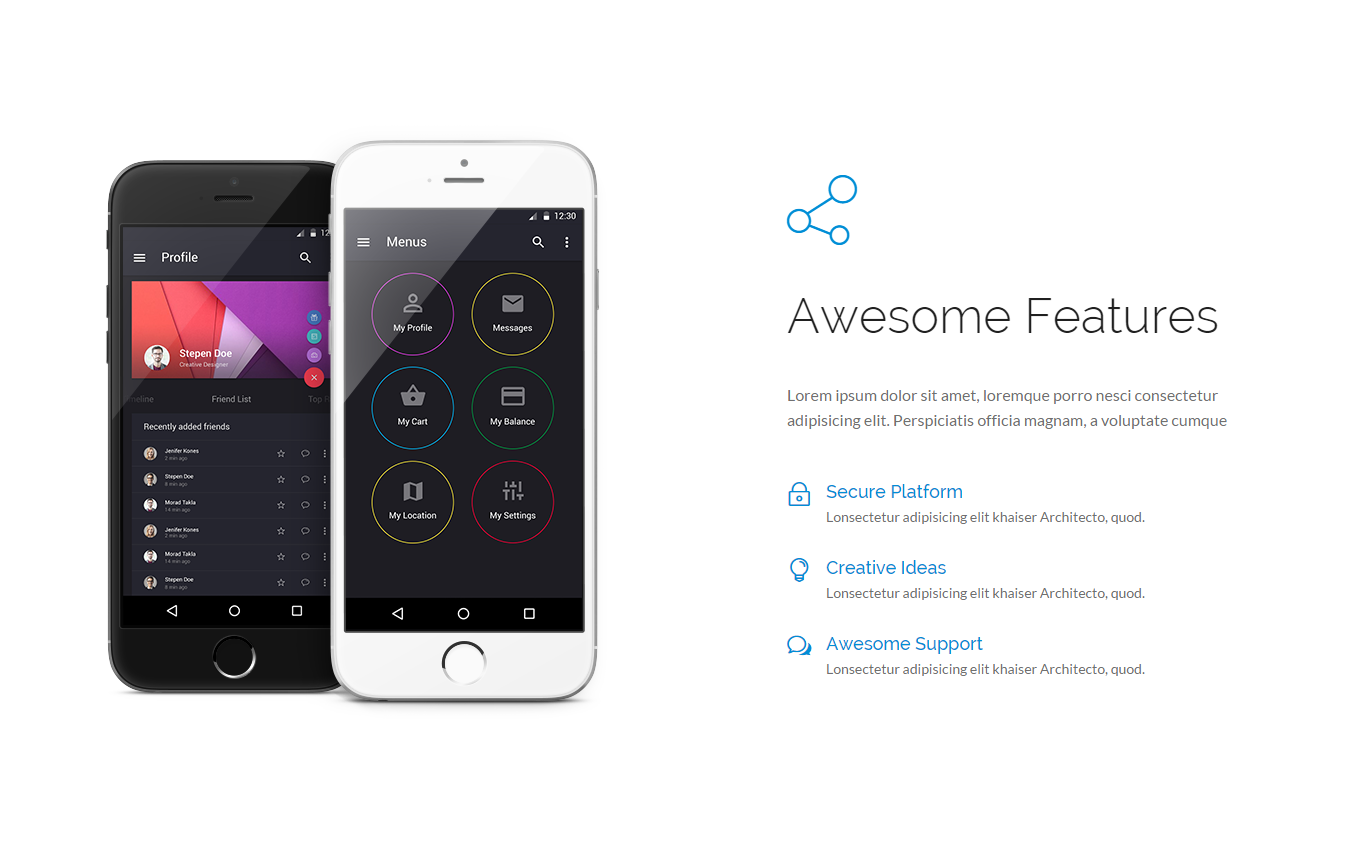 12
Profile
Stepen Doe
Creative Designer
Friend List
Recently added friends
Jenifer Kones
2 min ago
Stepen Doe
8 min ago
Morad Takla
14 min ago
Jenifer Kones
2 min ago
Morad Takla
14 min ago
Stepen Doe
8 min ago
12:30
Menus
My Profile
Messages
My Cart
My Balance
My Location
My Settings
Awesome Features
Lorem ipsum dolor sit amet, loremque porro nesci consectetur
adipisicing elit. Perspiciatis officia magnam, a voluptate cumque
Secure Platform
Lonsectetur adipisicing elit khaiser Architecto, quod.
Creative Ideas
Lonsectetur adipisicing elit khaiser Architecto, quod.
Awesome Support
Lonsectetur adipisicing elit khaiser Architecto, quod.